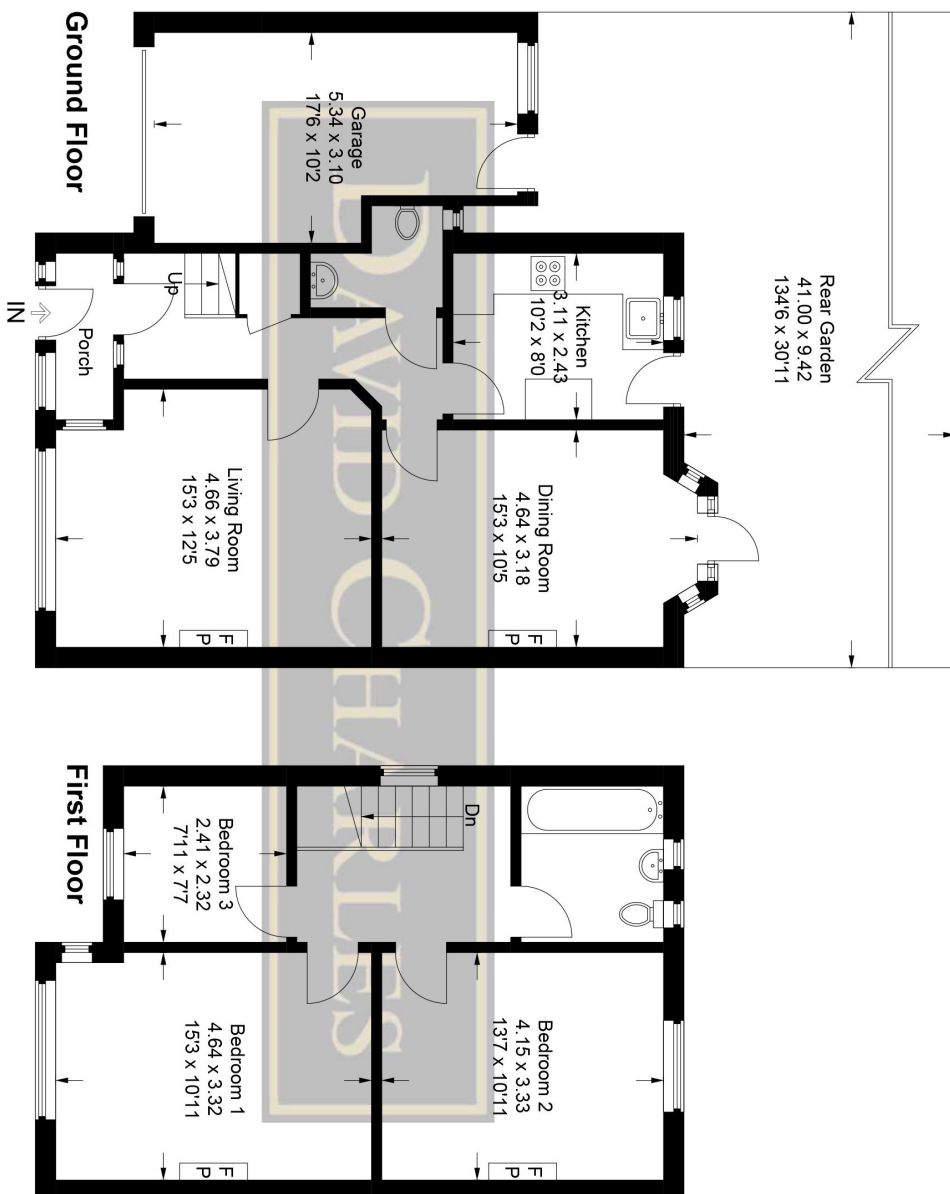 Rear Garden
41.00 x 9.42
134'6 x 30'11
Garage
5.34 x 3.10
17'6 x 10'2
Kitchen
3.11 x 2.43
10'2 x 8'0
Dining Room
4.64 x 3.18
15'3 x 10'5
F
P
Up
Porch
IN
Living Room
4.66 x 3.79
15'3 x 12'5
F
P
Ground Floor
Dn
Bedroom 2
4.15 x 3.33
13'7 x 10'11
F
P
Bedroom 3
2.41 x 2.32
7'11 x 7'7
Bedroom 1
4.64 x 3.32
15'3 x 10'11
F
P
First Floor
DAVID CHARLES